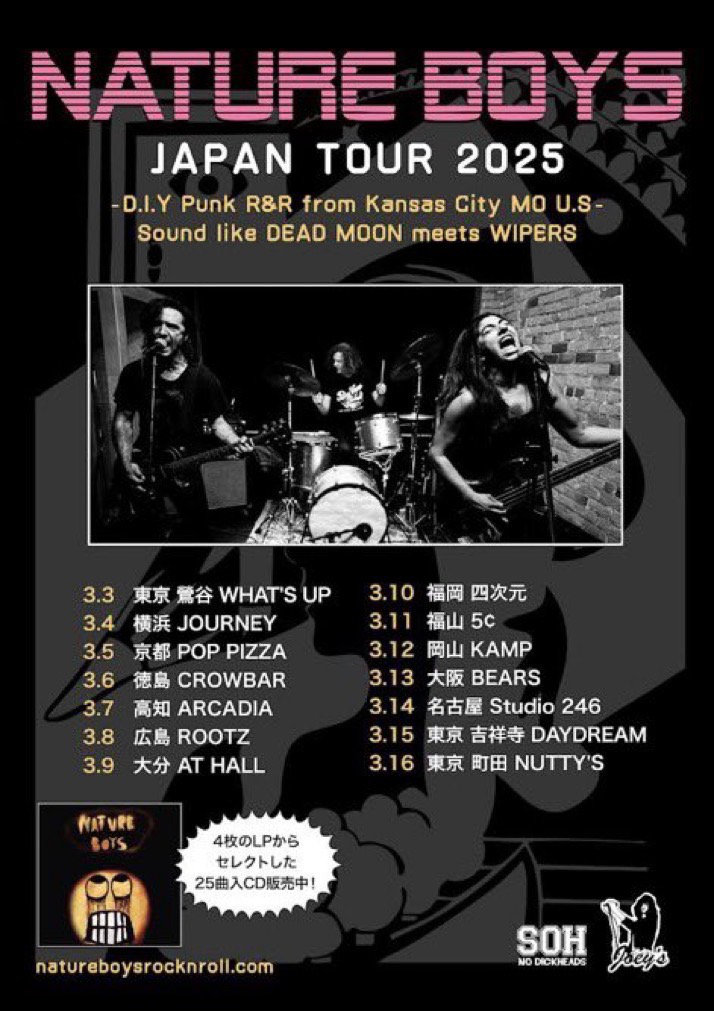 NATURE BOYS
JAPAN TOUR 2025
-D.I.Y Punk R&R from Kansas City MO U.S-
Sound like DEAD MOON meets WIPERS
3.3 東京 鶯谷 WHAT'S UP
3.4 横浜 JOURNEY
3.5 京都 POP PIZZA
3.6 徳島 CROWBAR
3.7 高知 ARCADIA
3.8 広島 ROOTZ
3.9 大分 AT HALL
3.10 福岡 四次元
3.11 福山 5¢
3.12 岡山 KAMP
3.13 大阪 BEARS
3.14 名古屋 Studio 246
3.15 東京 吉祥寺 DAYDREAM
3.16 東京 町田 NUTTY'S
NATURE
BOYS
4枚のLPから
セレクトした
25曲入CD販売中!
natureboysrocknroll.com
SOH
NO DICKHEADS
Joey's